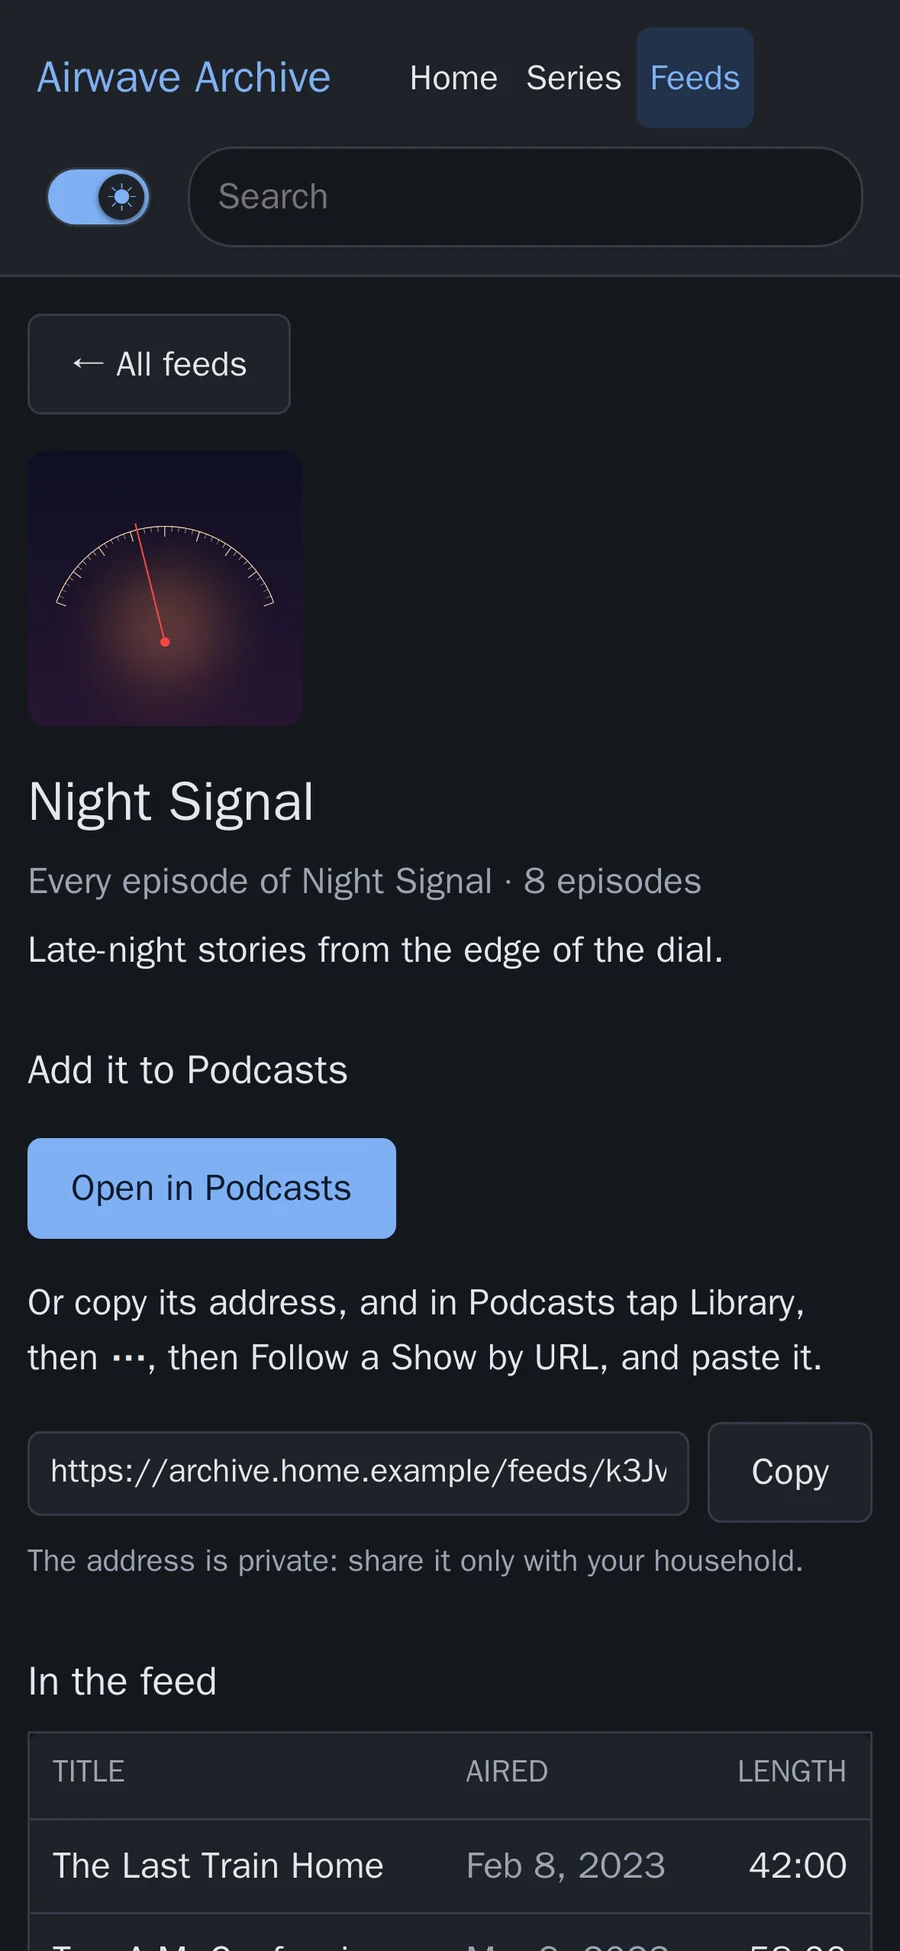 Airwave Archive
Home Series Feeds
Search
← All feeds
Night Signal
Every episode of Night Signal · 8 episodes
Late-night stories from the edge of the dial.
Add it to Podcasts
Open in Podcasts
Or copy its address, and in Podcasts tap Library,
then ···, then Follow a Show by URL, and paste it.
https://archive.home.example/feeds/k3Jv
Copy
The address is private: share it only with your household.
In the feed
TITLE AIRED LENGTH
The Last Train Home Feb 8, 2023 42:00